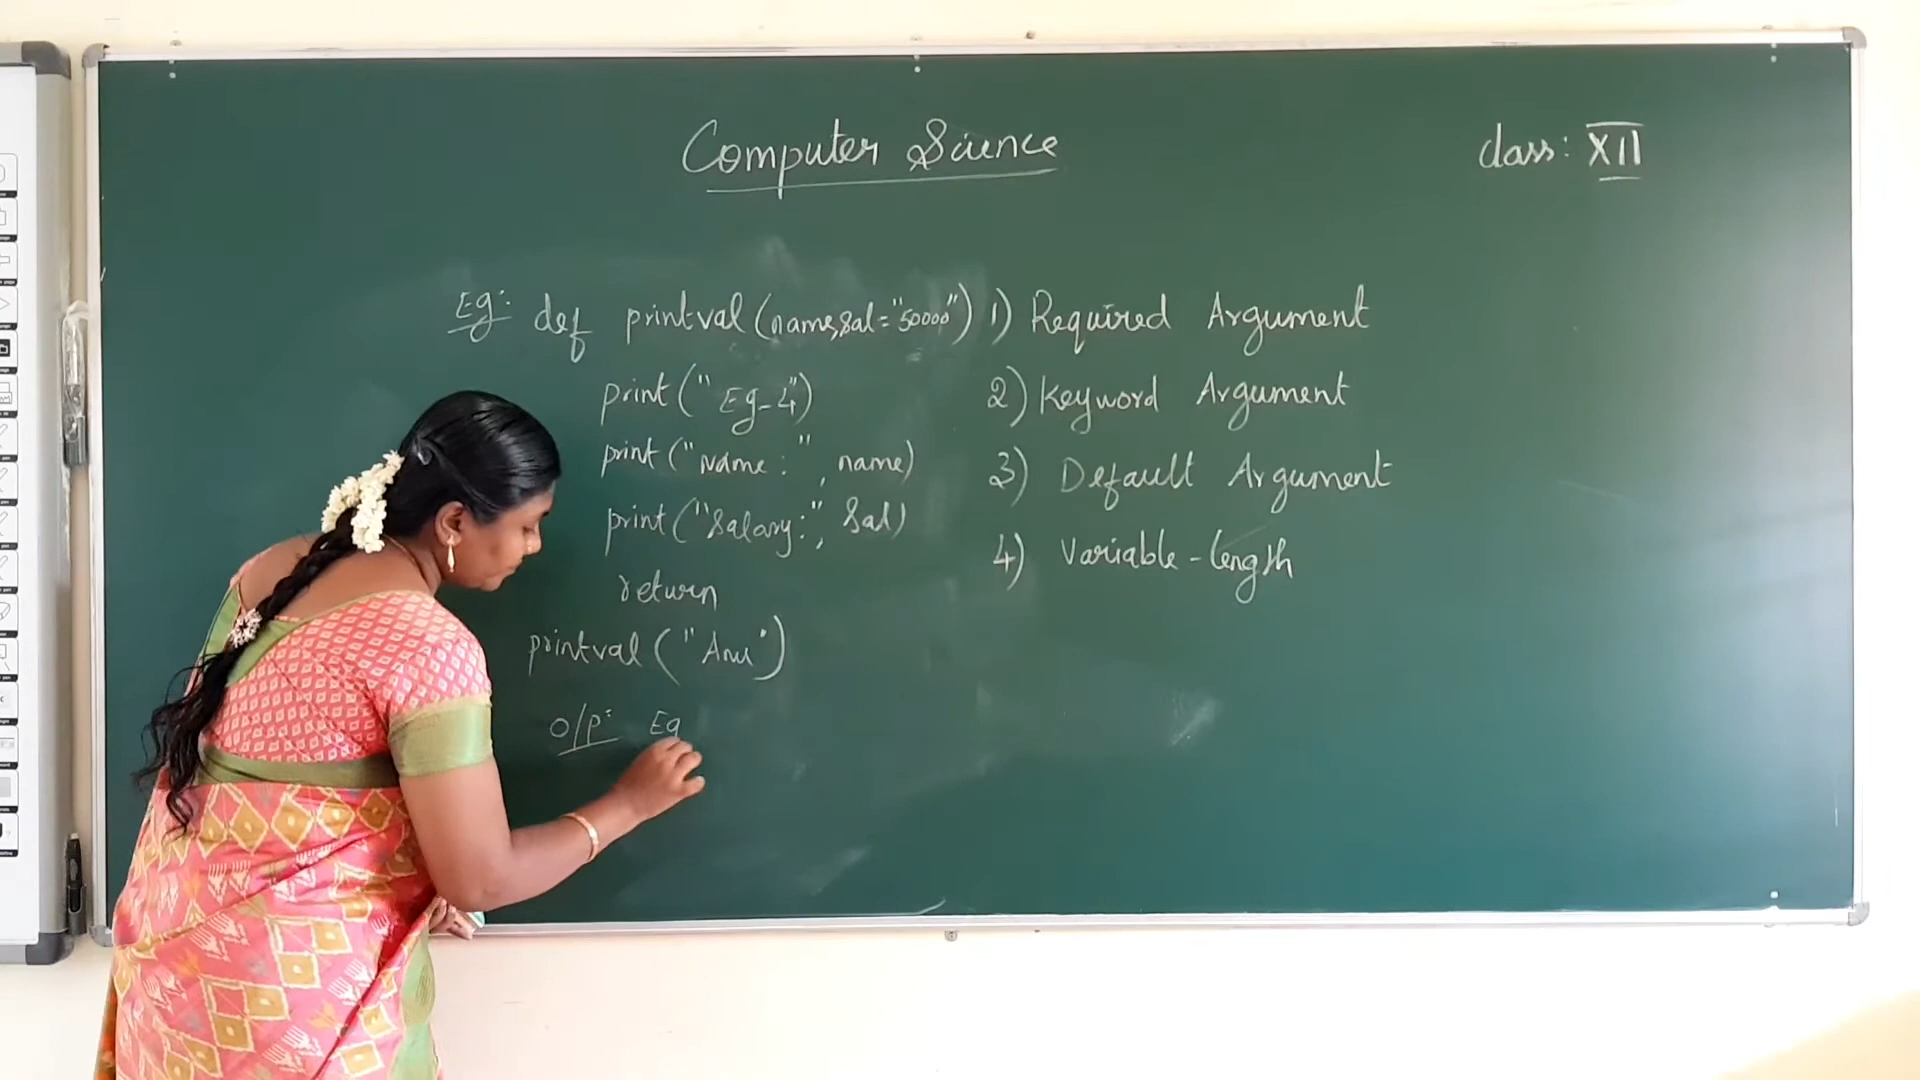 Computer Science
class: XII
Eg: def printval(name,sal="50000")
print("Eg-4")
print("Name:", name)
print("Salary:", Sal)
return
printval("Anu")
o/p: Eg
1) Required Argument
2) Keyword Argument
3) Default Argument
4) Variable-length